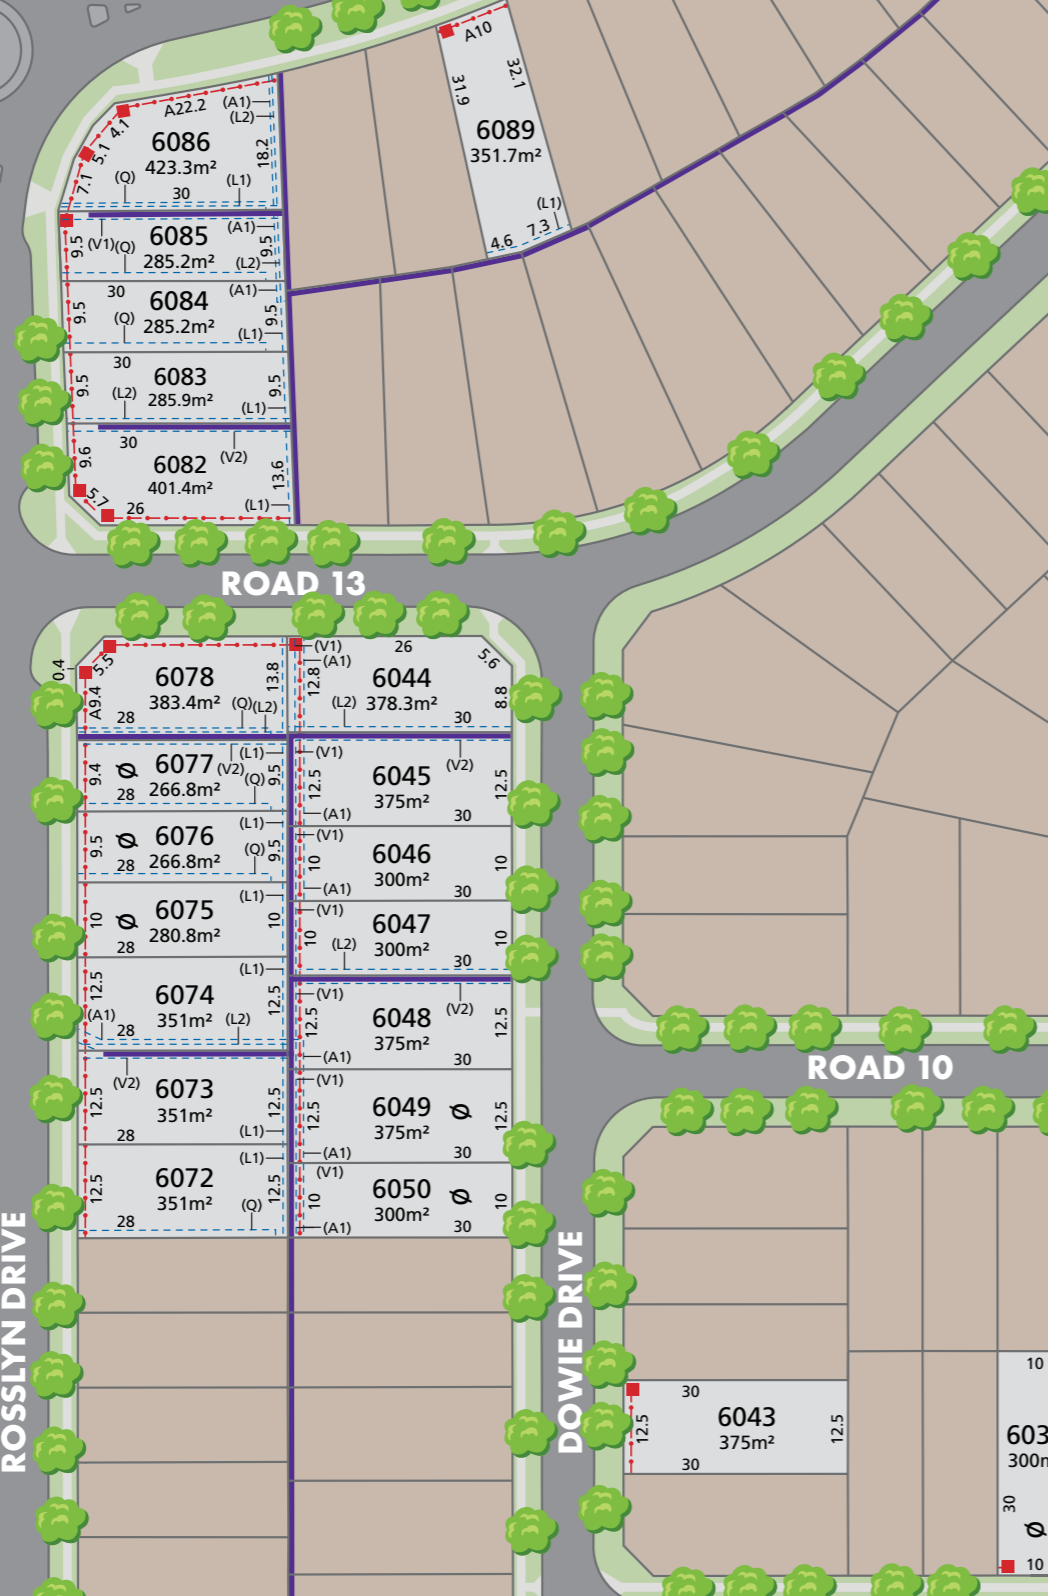 A10
31.9
32.1
6089
351.7m²
(L1)
4.6
7.3
A22.2
(A1)
(L2)
4.1
5.1
7.1
6086
423.3m²
18.2
(Q)
30
(L1)
(V1)
(Q)
9.5
6085
285.2m²
(A1)
9.5
(L2)
30
9.5
6084
285.2m²
(Q)
(A1)
9.5
(L1)
30
9.5
6083
285.9m²
(L2)
9.5
(L1)
30
9.6
6082
401.4m²
(V2)
13.6
(L1)
5.7
26
ROAD 13
0.4
5.5
A9.4
6078
383.4m²
13.8
28
(Q)
(L2)
(V1)
(A1)
26
5.6
12.8
6044
378.3m²
8.8
(L2)
30
9.4
Ø
6077
266.8m²
28
(V2)
(L1)
(Q)
9.5
(V1)
12.5
6045
375m²
(V2)
12.5
(A1)
30
9.5
Ø
6076
266.8m²
28
(L1)
(Q)
9.5
(V1)
10
6046
300m²
10
(A1)
30
10
Ø
6075
280.8m²
28
(L1)
10
(V1)
10
6047
300m²
10
(L2)
30
12.5
6074
351m²
(L1)
12.5
(A1)
28
(L2)
(V1)
12.5
6048
375m²
(V2)
12.5
(A1)
30
(V2)
12.5
6073
351m²
12.5
28
(L1)
(V1)
12.5
6049
375m²
Ø
12.5
(A1)
30
12.5
6072
351m²
(L1)
12.5
28
(Q)
(V1)
10
6050
300m²
Ø
10
(A1)
30
ROAD 10
ROSSLYN DRIVE
DOWIE DRIVE
30
12.5
6043
375m²
12.5
30
10
603
300m
30
Ø
10